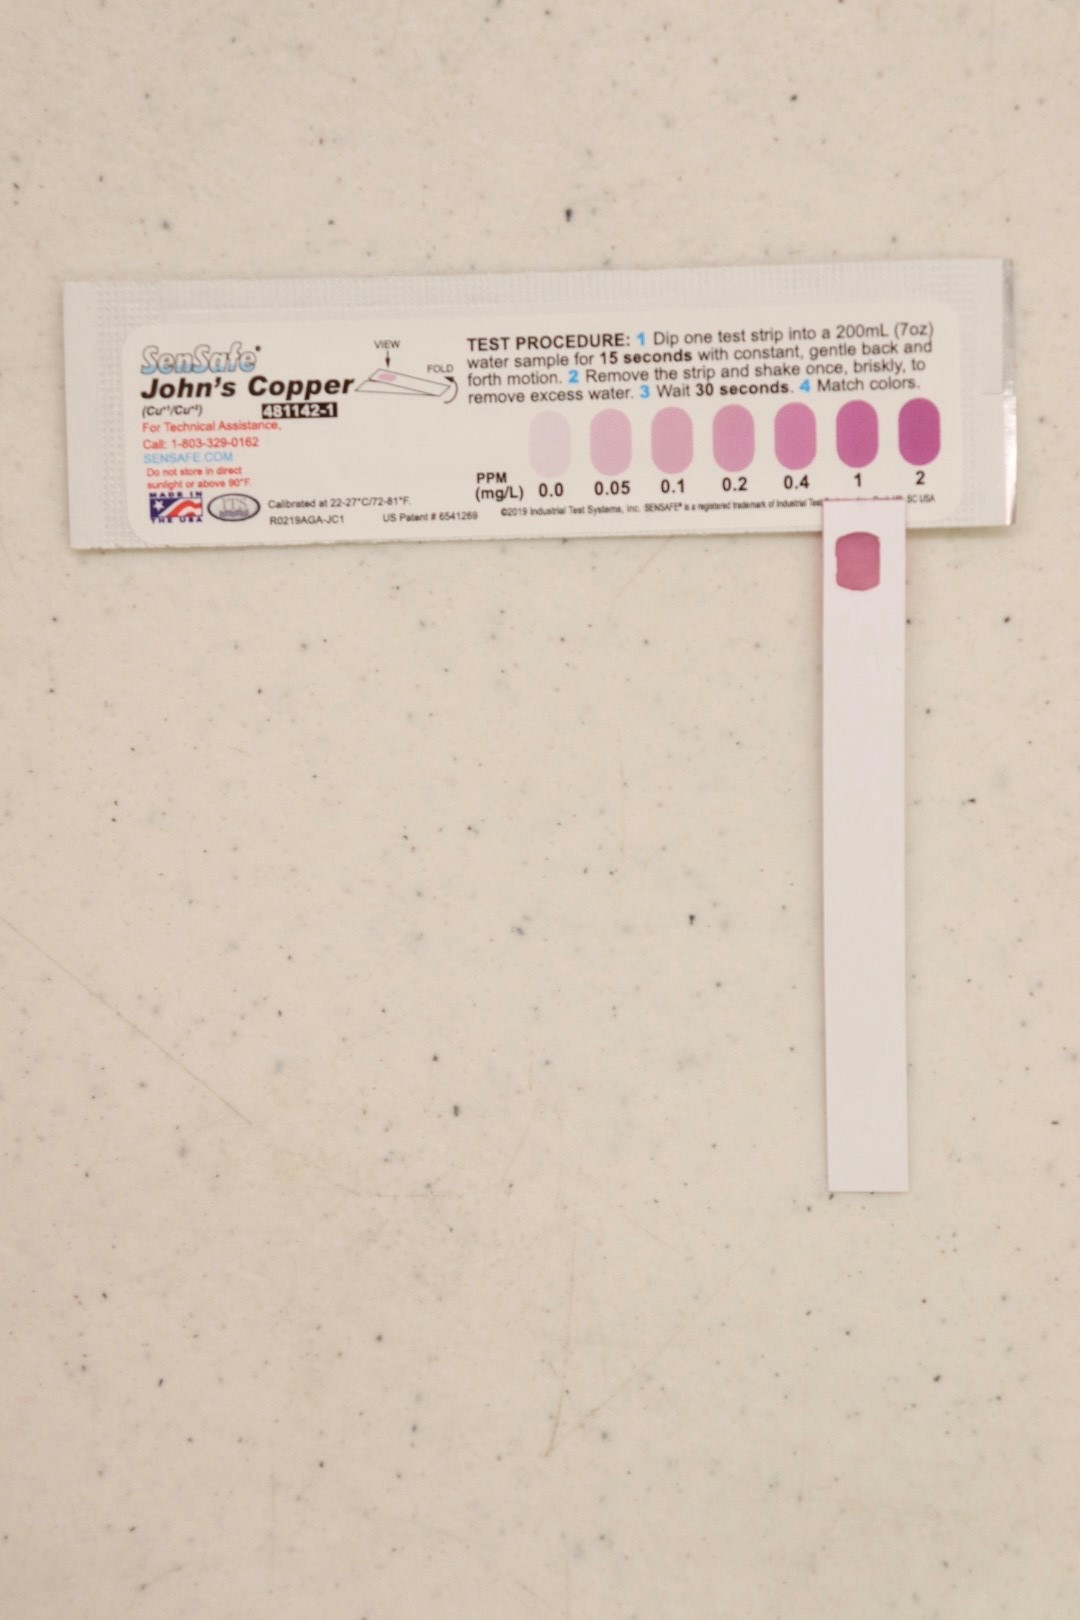 SenSafe®
John's Copper
(Cu⁺¹/Cu⁺²)
481142-1
For Technical Assistance,
Call: 1-803-329-0162
SENSAFE.COM
Do not store in direct
sunlight or above 90°F.
MADE IN
THE USA
ITS
Calibrated at 22-27°C/72-81°F.
R0219AGA-JC1
US Patent # 6541269
VIEW
FOLD
TEST PROCEDURE: 1 Dip one test strip into a 200mL (7oz)
water sample for 15 seconds with constant, gentle back and
forth motion. 2 Remove the strip and shake once, briskly, to
remove excess water. 3 Wait 30 seconds. 4 Match colors.
PPM
(mg/L) 0.0 0.05 0.1 0.2 0.4 1 2
©2019 Industrial Test Systems, Inc. SENSAFE® is a registered trademark of Industrial SC USA